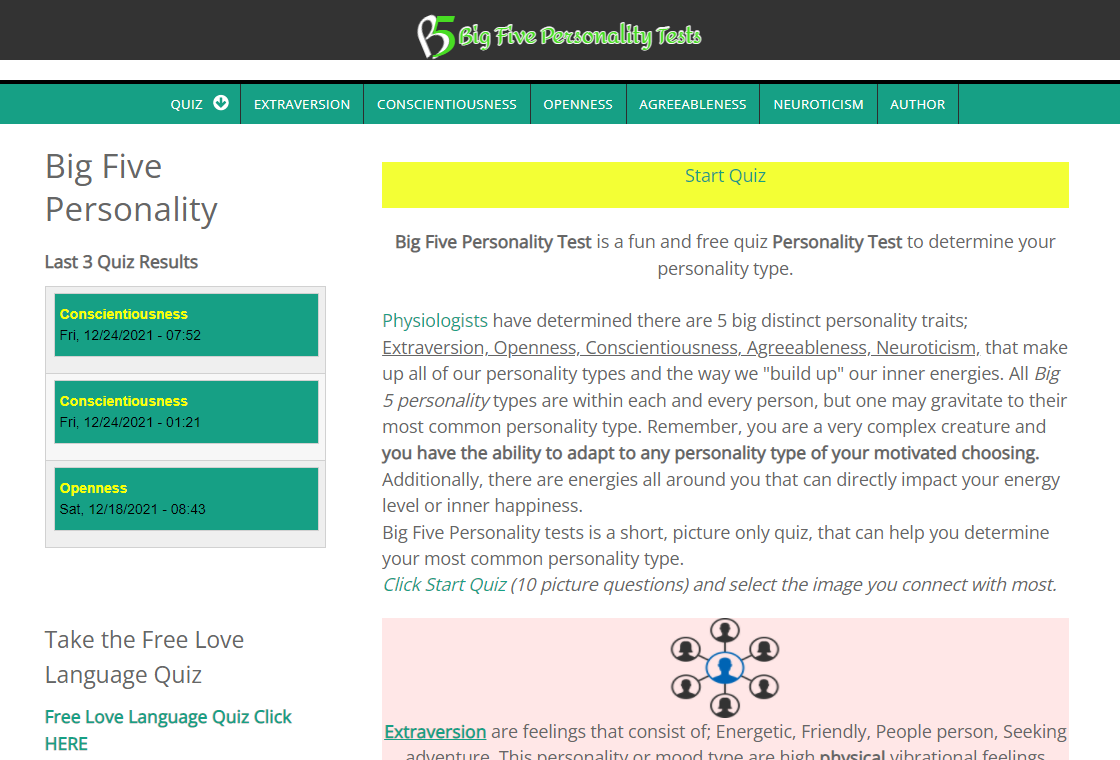 B5 Big Five Personality Tests
QUIZ
EXTRAVERSION
CONSCIENTIOUSNESS
OPENNESS
AGREEABLENESS
NEUROTICISM
AUTHOR
Big Five
Personality
Last 3 Quiz Results
Conscientiousness
Fri, 12/24/2021 - 07:52
Conscientiousness
Fri, 12/24/2021 - 01:21
Openness
Sat, 12/18/2021 - 08:43
Take the Free Love
Language Quiz
Free Love Language Quiz Click
HERE
Start Quiz
Big Five Personality Test is a fun and free quiz Personality Test to determine your
personality type.
Physiologists have determined there are 5 big distinct personality traits;
Extraversion, Openness, Conscientiousness, Agreeableness, Neuroticism, that make
up all of our personality types and the way we "build up" our inner energies. All Big
5 personality types are within each and every person, but one may gravitate to their
most common personality type. Remember, you are a very complex creature and
you have the ability to adapt to any personality type of your motivated choosing.
Additionally, there are energies all around you that can directly impact your energy
level or inner happiness.
Big Five Personality tests is a short, picture only quiz, that can help you determine
your most common personality type.
Click Start Quiz (10 picture questions) and select the image you connect with most.
Extraversion are feelings that consist of; Energetic, Friendly, People person, Seeking
adventure. This personality or mood type are high physical vibrational feelings